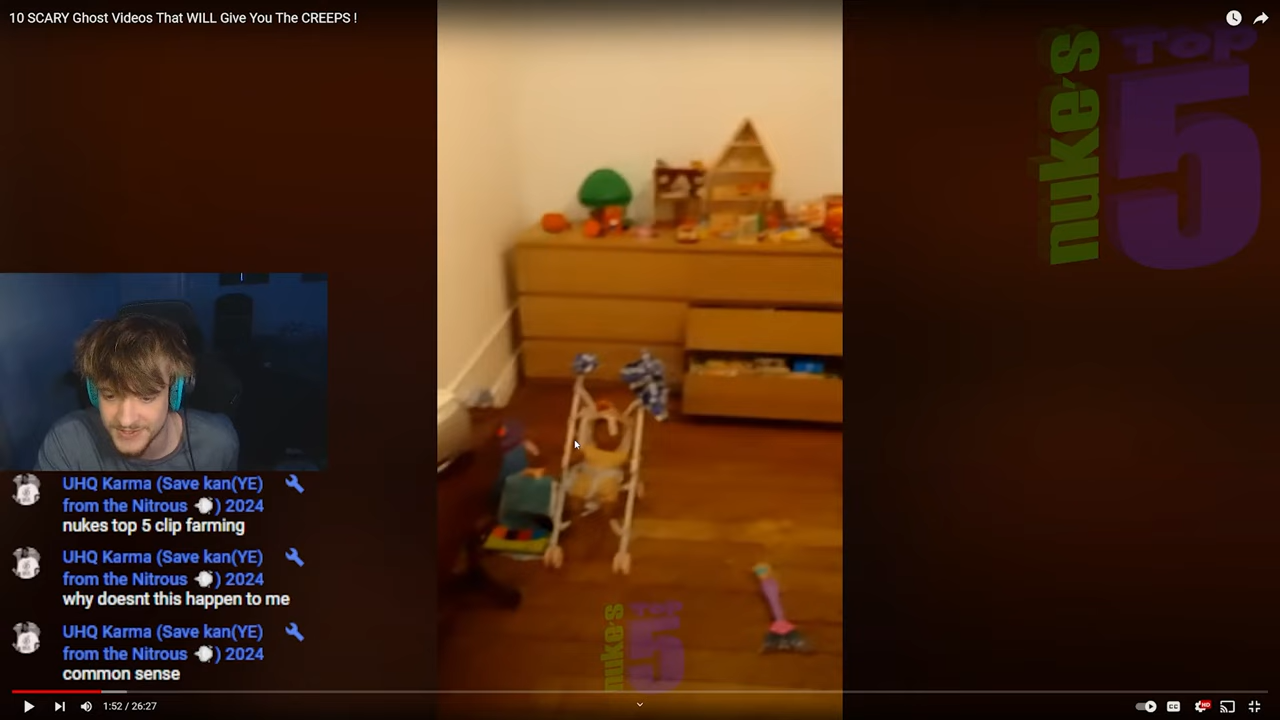 10 SCARY Ghost Videos That WILL Give You The CREEPS !
nuke's Top 5
UHQ Karma (Save kan(YE)
from the Nitrous ) 2024
nukes top 5 clip farming
UHQ Karma (Save kan(YE)
from the Nitrous ) 2024
why doesnt this happen to me
UHQ Karma (Save kan(YE)
from the Nitrous ) 2024
common sense
nuke's Top 5
1:52 / 26:27
CC
HD